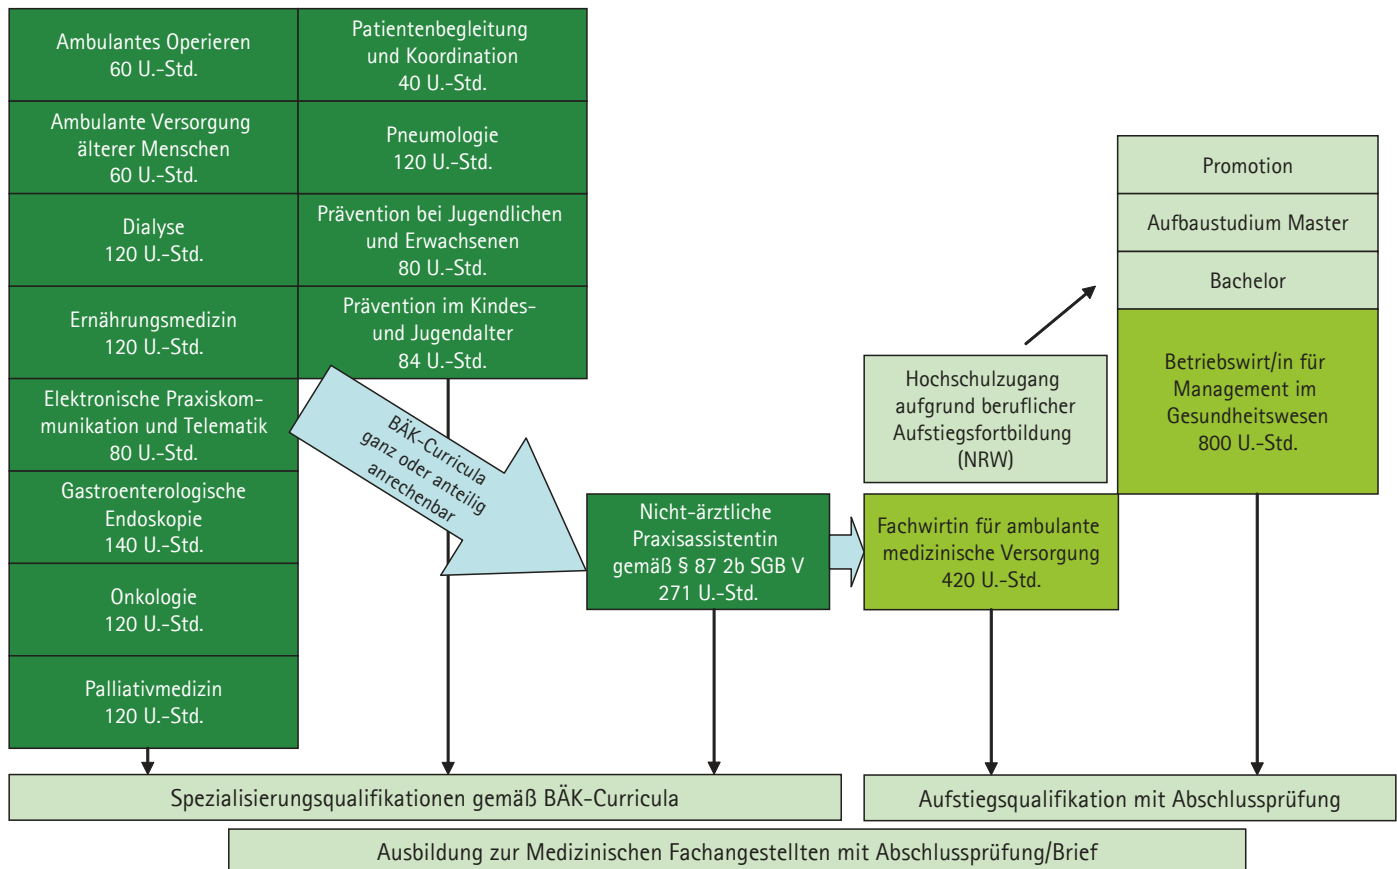 Ambulantes Operieren
60 U.-Std.
Ambulante Versorgung
älterer Menschen
60 U.-Std.
Dialyse
120 U.-Std.
Ernährungsmedizin
120 U.-Std.
Elektronische Praxiskom-
munikation und Telematik
80 U.-Std.
Gastroenterologische
Endoskopie
140 U.-Std.
Onkologie
120 U.-Std.
Palliativmedizin
120 U.-Std.
Patientenbegleitung
und Koordination
40 U.-Std.
Pneumologie
120 U.-Std.
Prävention bei Jugendlichen
und Erwachsenen
80 U.-Std.
Prävention im Kindes-
und Jugendalter
84 U.-Std.
BÄK-Curricula
ganz oder anteilig
anrechenbar
Nicht-ärztliche
Praxisassistentin
gemäß § 87 2b SGB V
271 U.-Std.
Hochschulzugang
aufgrund beruflicher
Aufstiegsfortbildung
(NRW)
Fachwirtin für ambulante
medizinische Versorgung
420 U.-Std.
Promotion
Aufbaustudium Master
Bachelor
Betriebswirt/in für
Management im
Gesundheitswesen
800 U.-Std.
Spezialisierungsqualifikationen gemäß BÄK-Curricula
Aufstiegsqualifikation mit Abschlussprüfung
Ausbildung zur Medizinischen Fachangestellten mit Abschlussprüfung/Brief